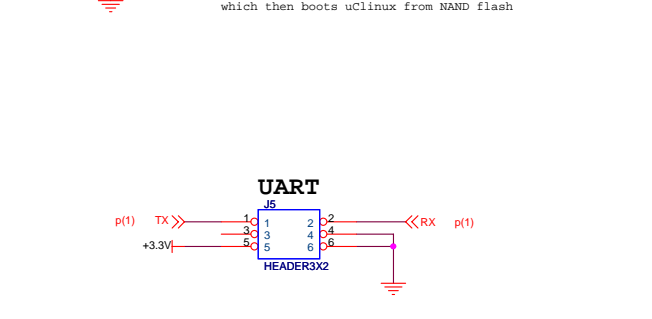 which then boots uClinux from NAND flash
UART
J5
p(1) TX 1 1 2 2 RX p(1)
3 3 4 4
+3.3V 5 5 6 6
HEADER3X2